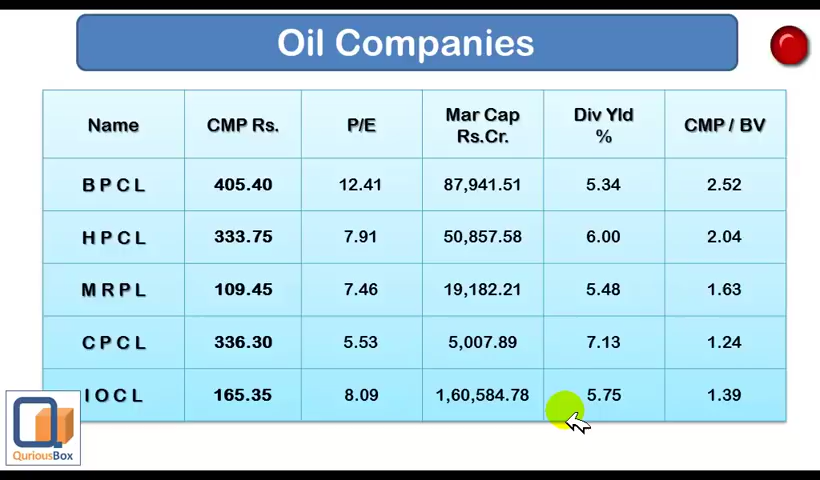 Oil Companies
Name CMP Rs. P/E Mar Cap Rs.Cr. Div Yld % CMP / BV
B P C L 405.40 12.41 87,941.51 5.34 2.52
H P C L 333.75 7.91 50,857.58 6.00 2.04
M R P L 109.45 7.46 19,182.21 5.48 1.63
C P C L 336.30 5.53 5,007.89 7.13 1.24
I O C L 165.35 8.09 1,60,584.78 5.75 1.39
QuriousBox